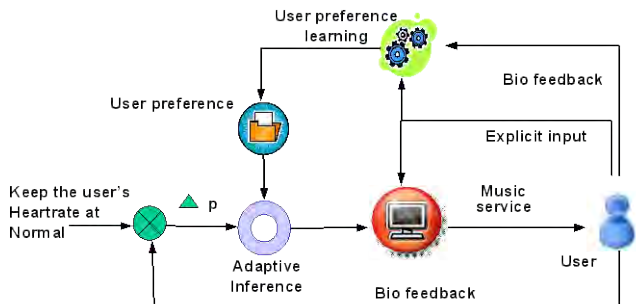 User preference
learning
Bio feedback
User preference
Explicit input
Keep the user's
Heartrate at
Normal
p
Music
service
Adaptive
Inference
User
Bio feedback